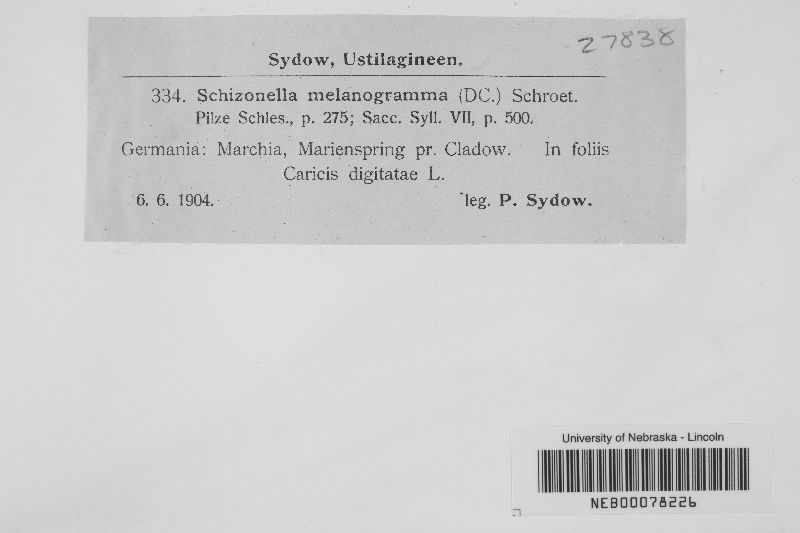 27838
Sydow, Ustilagineen.
334. Schizonella melanogramma (DC.) Schroet.
Pilze Schles., p. 275; Sacc. Syll. VII, p. 500.
Germania: Marchia, Marienspring pr. Cladow. In foliis
Caricis digitatae L.
6. 6. 1904. leg. P. Sydow.
University of Nebraska - Lincoln
NEB00078226